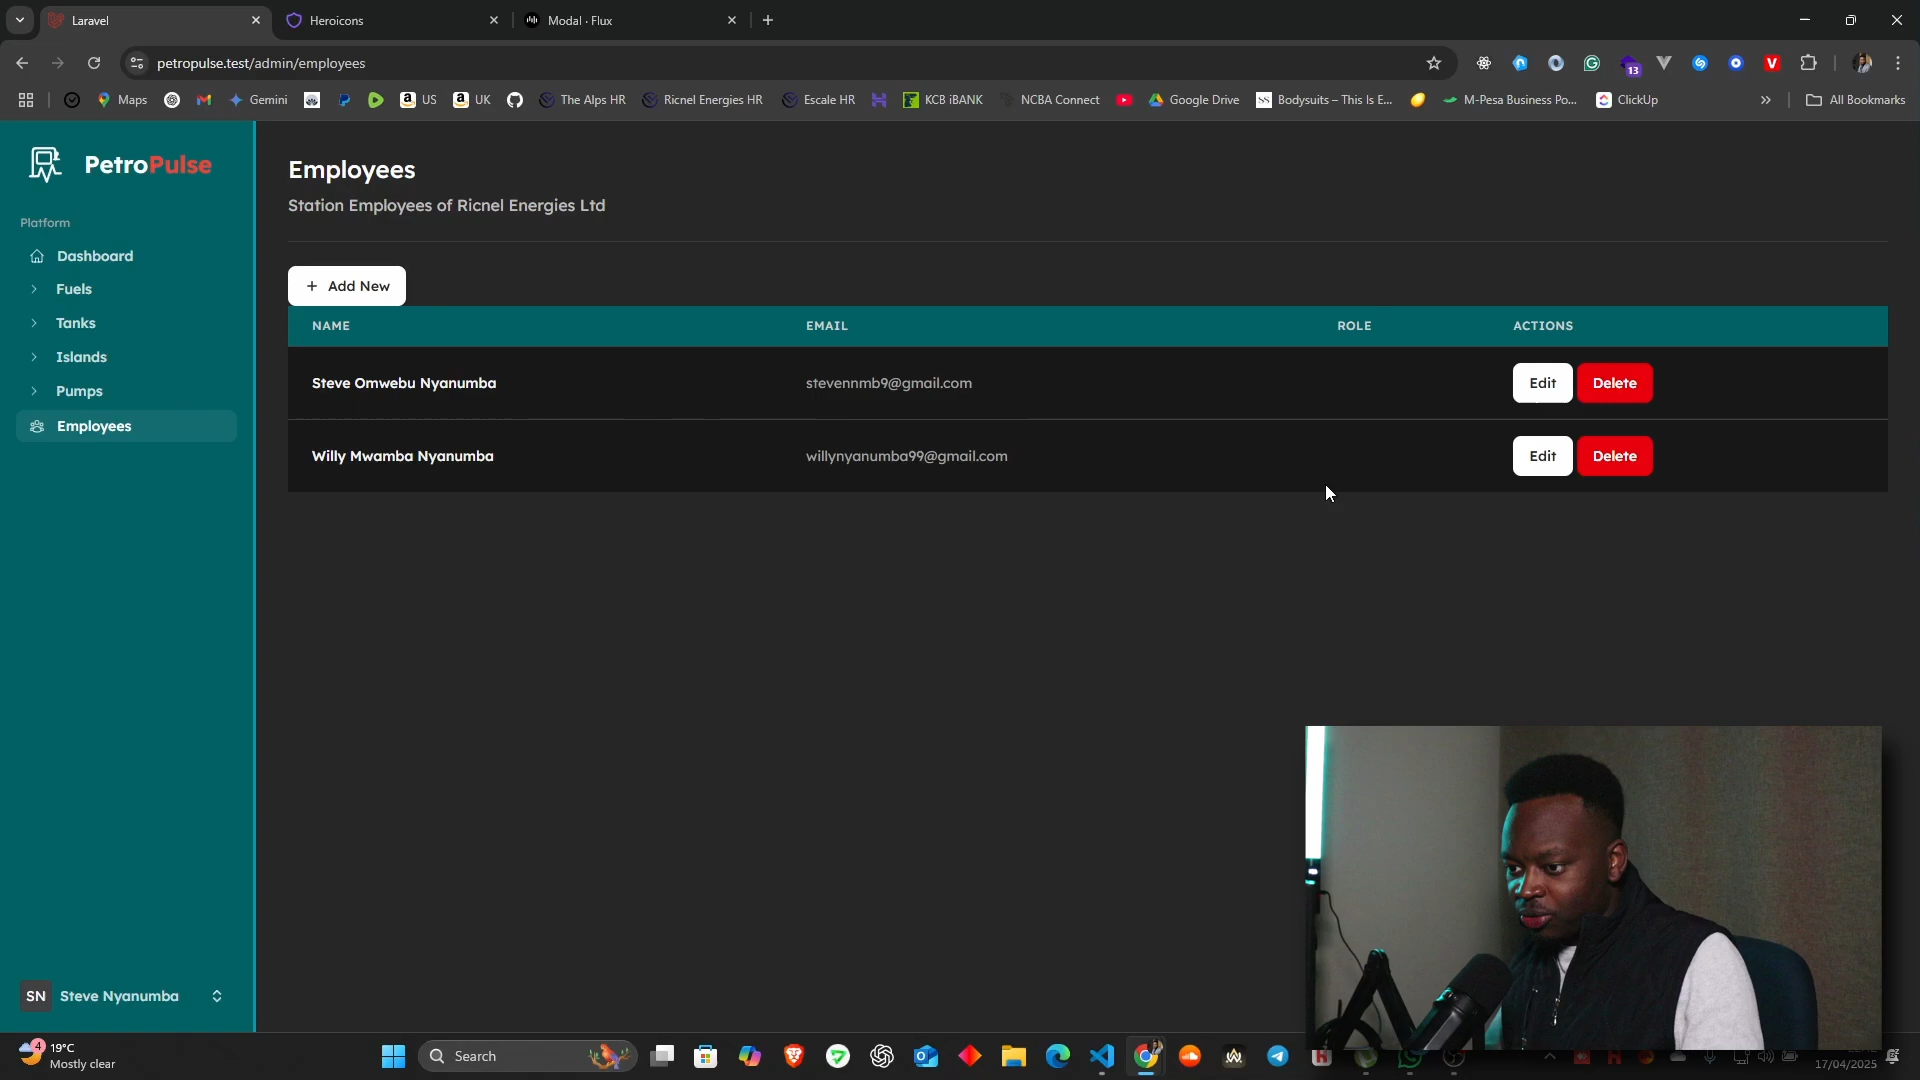 Laravel
Heroicons
Modal · Flux
petropulse.test/admin/employees
13
Maps
Gemini
US
UK
The Alps HR
Ricnel Energies HR
Escale HR
KCB iBANK
NCBA Connect
Google Drive
Bodysuits – This Is E...
M-Pesa Business Po...
ClickUp
All Bookmarks
PetroPulse
Platform
Dashboard
Fuels
Tanks
Islands
Pumps
Employees
Employees
Station Employees of Ricnel Energies Ltd
+ Add New
NAME EMAIL ROLE ACTIONS
Steve Omwebu Nyanumba stevennmb9@gmail.com Edit Delete
Willy Mwamba Nyanumba willynyanumba99@gmail.com Edit Delete
SN Steve Nyanumba
4
19°C
Mostly clear
Search
17/04/2025